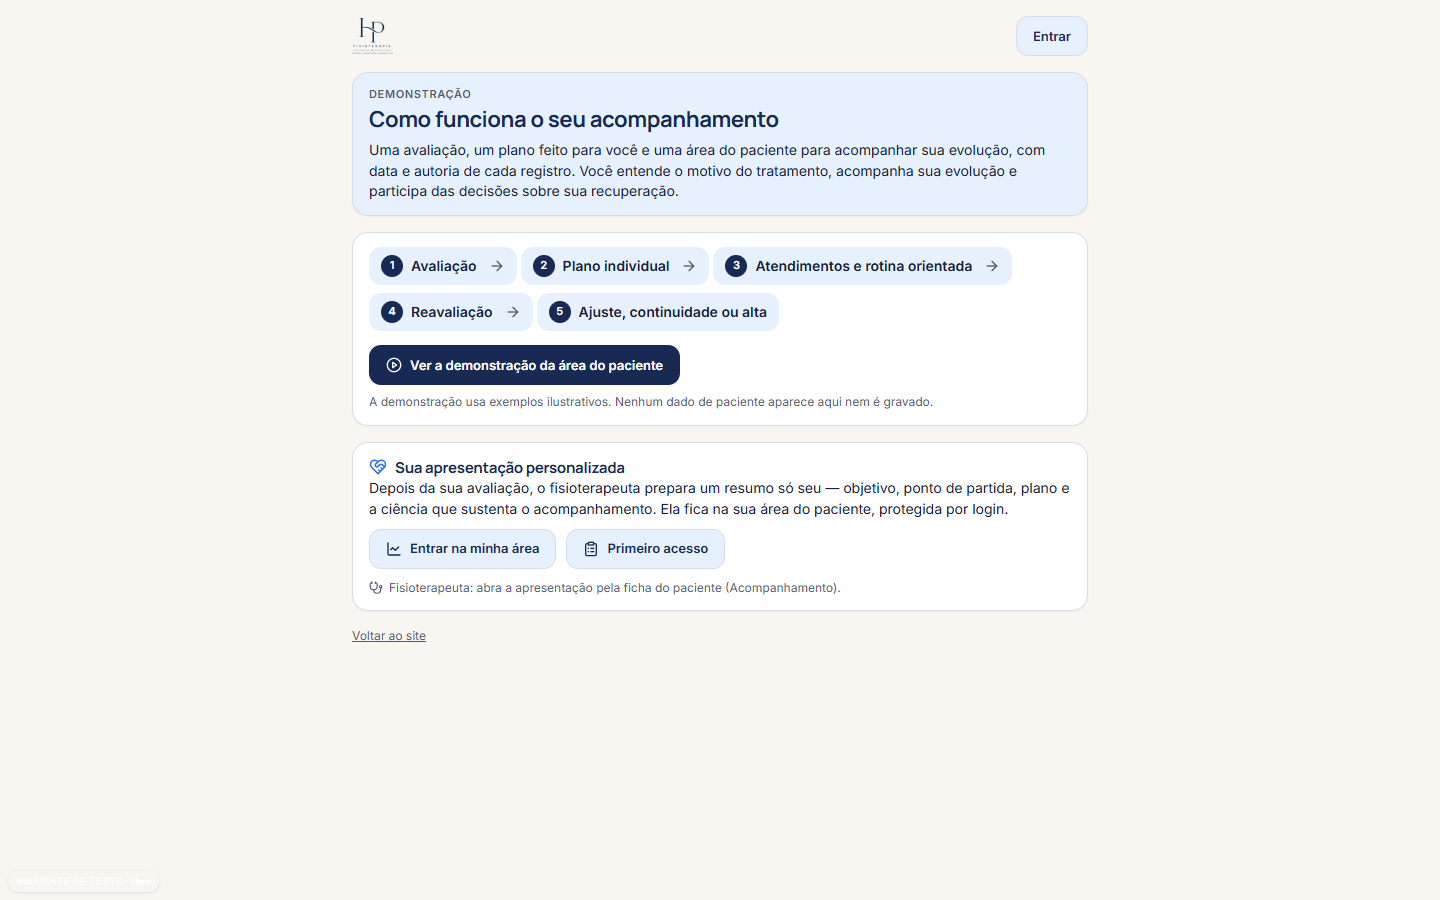 HP
FISIOTERAPIA
Entrar
DEMONSTRAÇÃO
Como funciona o seu acompanhamento
Uma avaliação, um plano feito para você e uma área do paciente para acompanhar sua evolução, com
data e autoria de cada registro. Você entende o motivo do tratamento, acompanha sua evolução e
participa das decisões sobre sua recuperação.
1 Avaliação → 2 Plano individual → 3 Atendimentos e rotina orientada →
4 Reavaliação → 5 Ajuste, continuidade ou alta
Ver a demonstração da área do paciente
A demonstração usa exemplos ilustrativos. Nenhum dado de paciente aparece aqui nem é gravado.
Sua apresentação personalizada
Depois da sua avaliação, o fisioterapeuta prepara um resumo só seu — objetivo, ponto de partida, plano e
a ciência que sustenta o acompanhamento. Ela fica na sua área do paciente, protegida por login.
Entrar na minha área Primeiro acesso
Fisioterapeuta: abra a apresentação pela ficha do paciente (Acompanhamento).
Voltar ao site
AMBIENTE DE TESTE